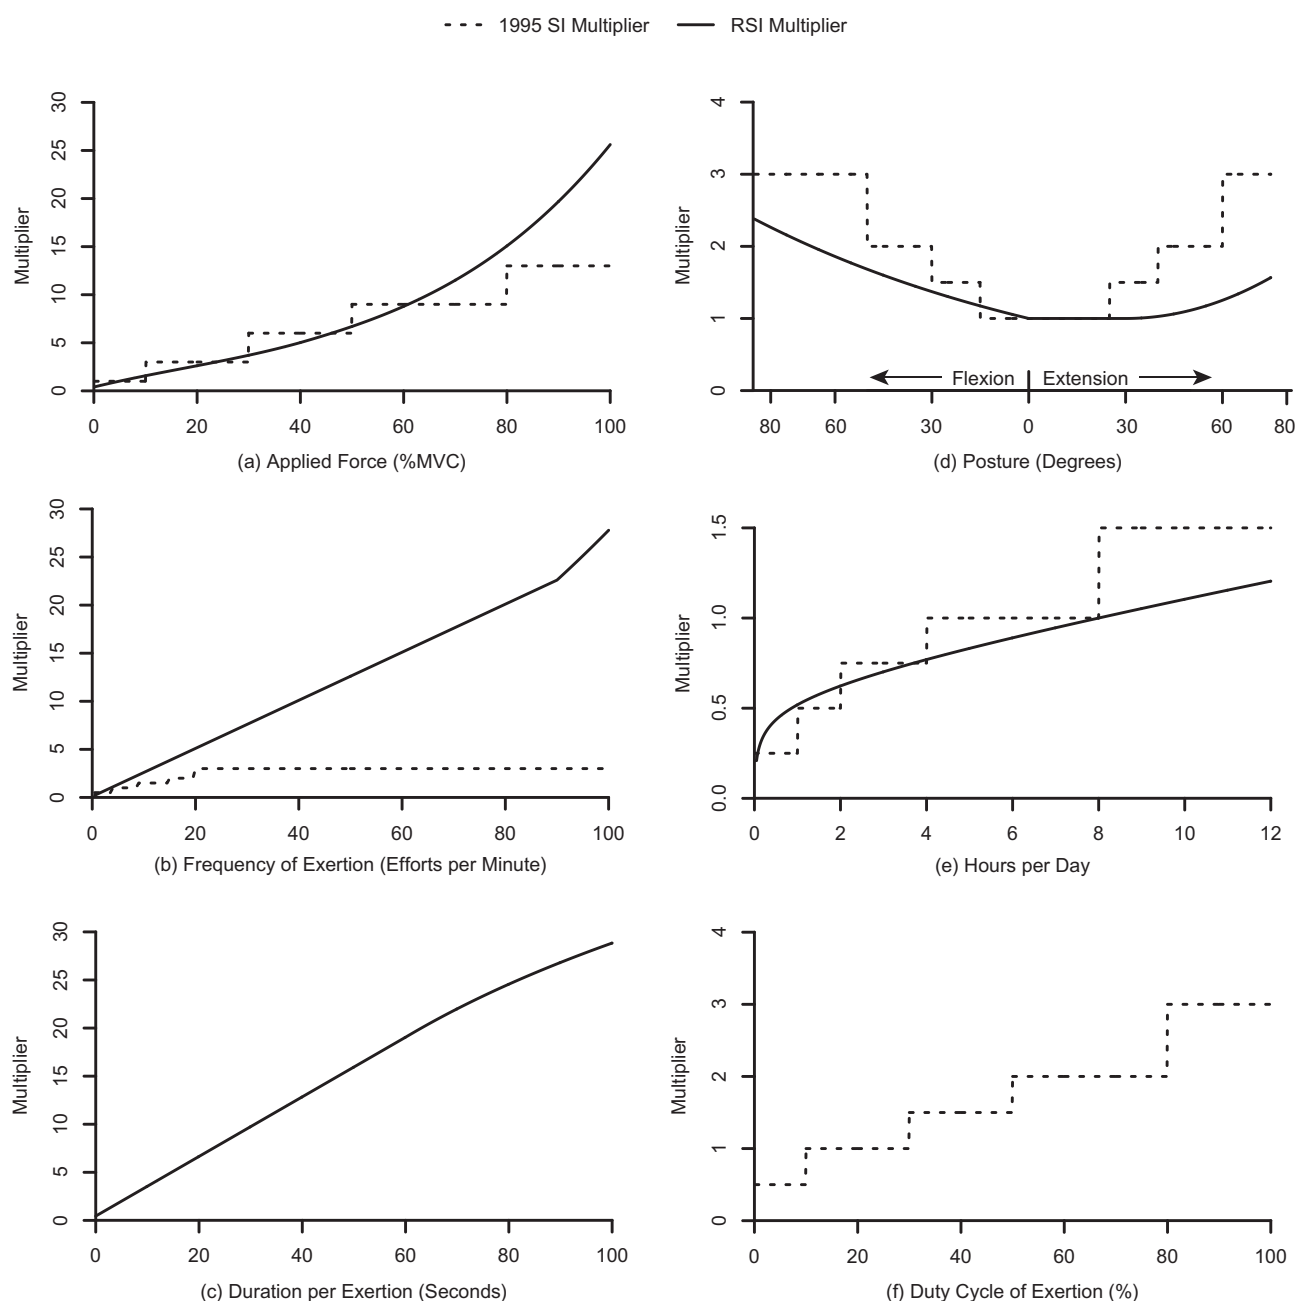 1995 SI Multiplier RSI Multiplier
Multiplier
30
25
20
15
10
5
0
0 20 40 60 80 100
(a) Applied Force (%MVC)
Multiplier
4
3
2
1
0
Flexion Extension
80 60 30 0 30 60 80
(d) Posture (Degrees)
Multiplier
30
25
20
15
10
5
0
0 20 40 60 80 100
(b) Frequency of Exertion (Efforts per Minute)
Multiplier
1.5
1.0
0.5
0.0
0 2 4 6 8 10 12
(e) Hours per Day
Multiplier
30
25
20
15
10
5
0
0 20 40 60 80 100
(c) Duration per Exertion (Seconds)
Multiplier
4
3
2
1
0
0 20 40 60 80 100
(f) Duty Cycle of Exertion (%)